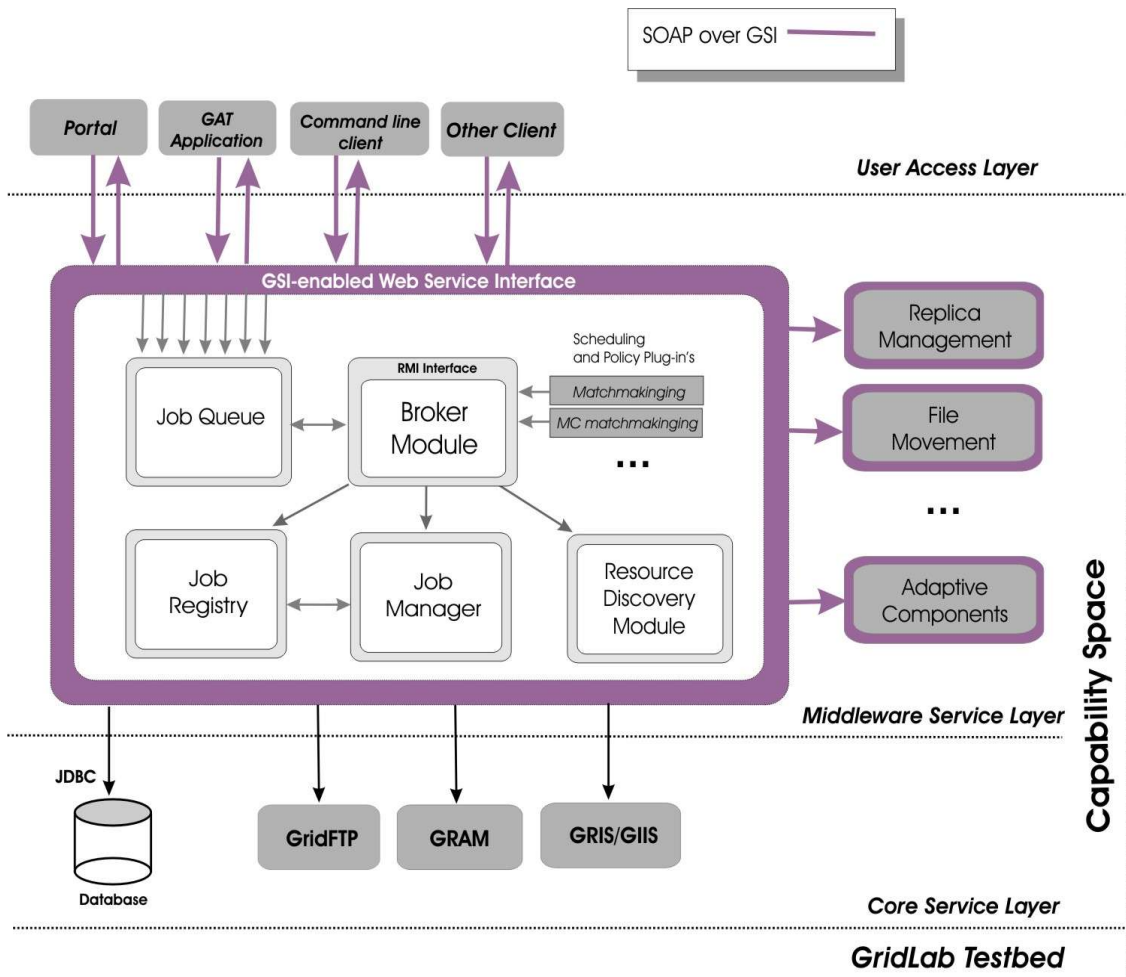 SOAP over GSI
Portal
GAT
Application
Command line
client
Other Client
User Access Layer
GSI-enabled Web Service Interface
Scheduling
and Policy Plug-in's
RMI Interface
Matchmakinging
MC matchmakinging
...
Job Queue
Broker
Module
Replica
Management
File
Movement
...
Job
Registry
Job
Manager
Resource
Discovery
Module
Adaptive
Components
Capability Space
Middleware Service Layer
JDBC
Database
GridFTP
GRAM
GRIS/GIIS
Core Service Layer
GridLab Testbed